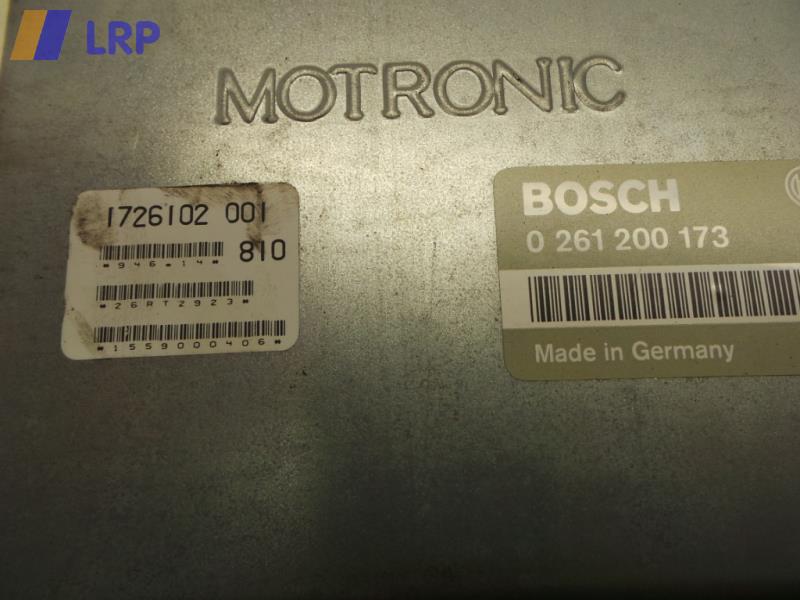 LRP
MOTRONIC
1726102 001
810
*946.14*
*26RT2923*
*1559000406*
BOSCH
0 261 200 173
Made in Germany